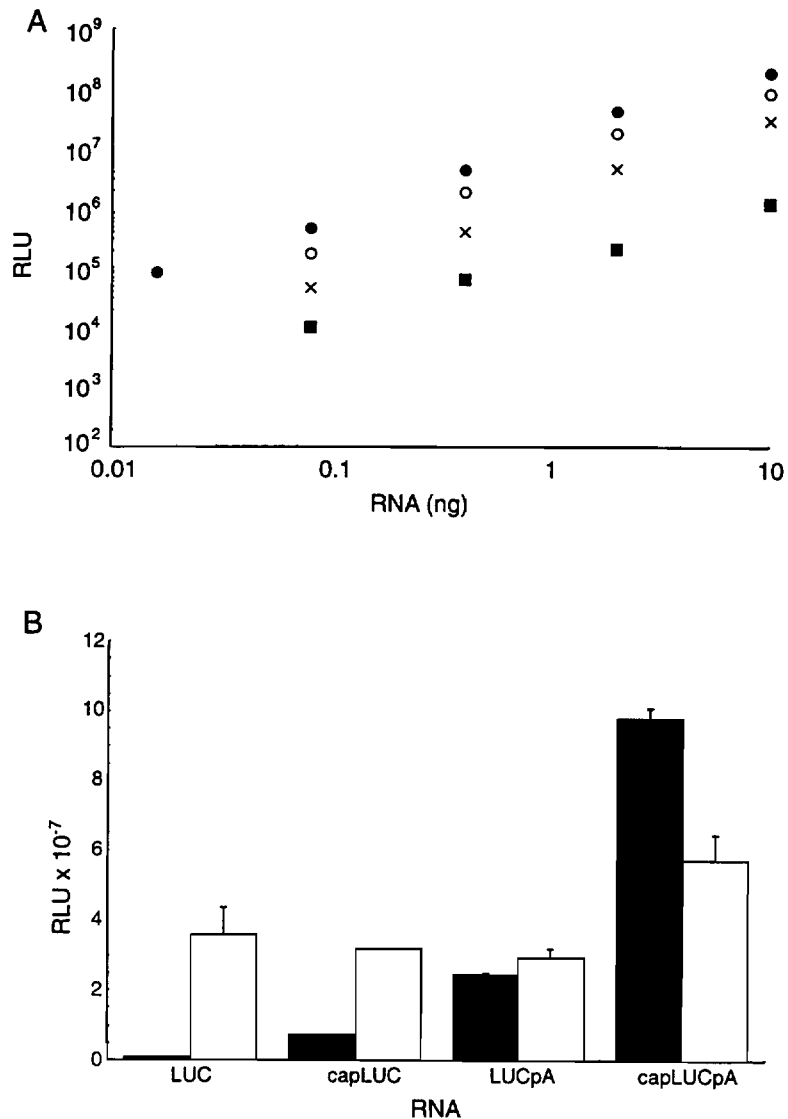 A
10⁹
10⁸
10⁷
10⁶
10⁵
10⁴
10³
10²
RLU
0.01 0.1 1 10
RNA (ng)
B
12
10
8
6
4
2
0
RLU x 10⁻⁷
LUC capLUC LUCpA capLUCpA
RNA